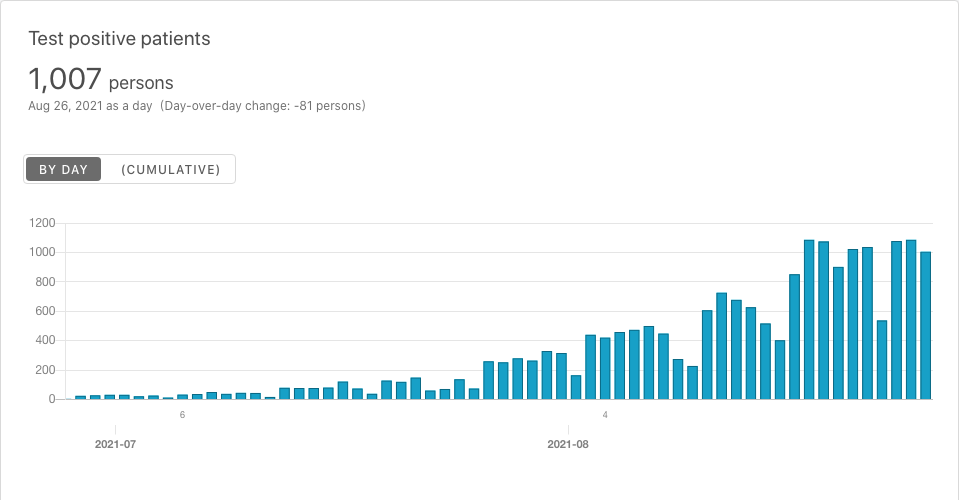 Test positive patients
1,007 persons
Aug 26, 2021 as a day (Day-over-day change: -81 persons)
BY DAY (CUMULATIVE)
1200
1000
800
600
400
200
0
6 4
2021-07 2021-08